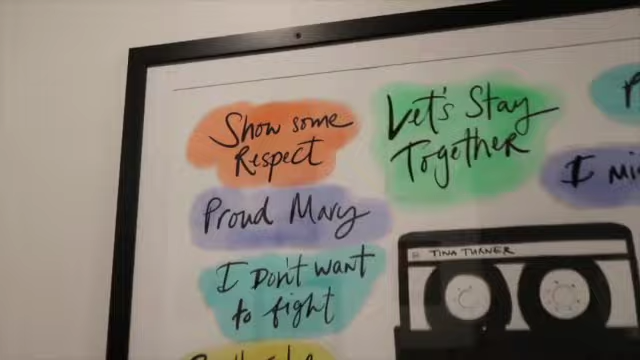 Show some
Respect
Let's Stay
Together
Proud Mary
I
I Don't want
to fight
TINA TURNER